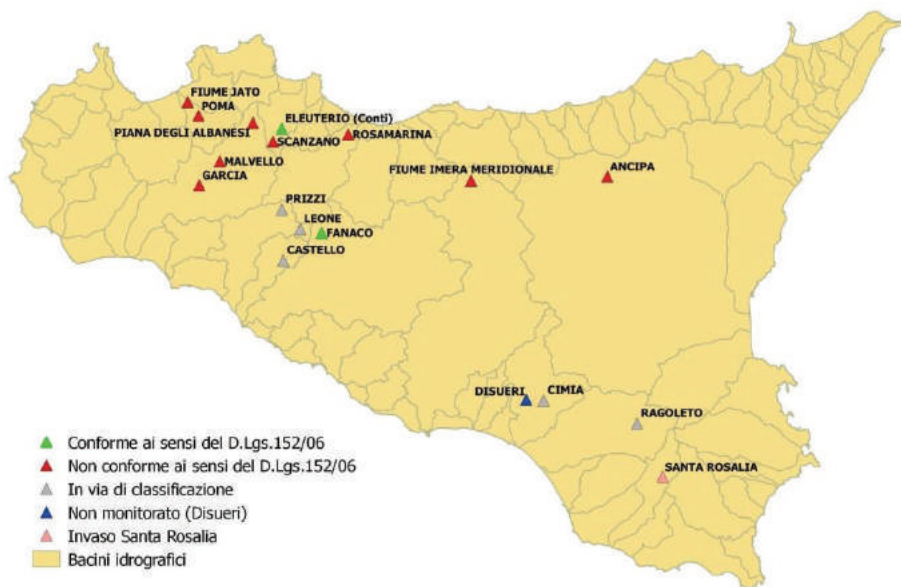 FIUME JATO
POMA
ELEUTERIO (Conti)
PIANA DEGLI ALBANESI
SCANZANO
ROSAMARINA
MALVELLO
GARCIA
FIUME IMERA MERIDIONALE
ANCIPA
PRIZZI
LEONE
FANACO
CASTELLO
DISUERI
CIMIA
RAGOLETO
SANTA ROSALIA
Conforme ai sensi del D.Lgs.152/06
Non conforme ai sensi del D.Lgs.152/06
In via di classificazione
Non monitorato (Disueri)
Invaso Santa Rosalia
Bacini idrografici